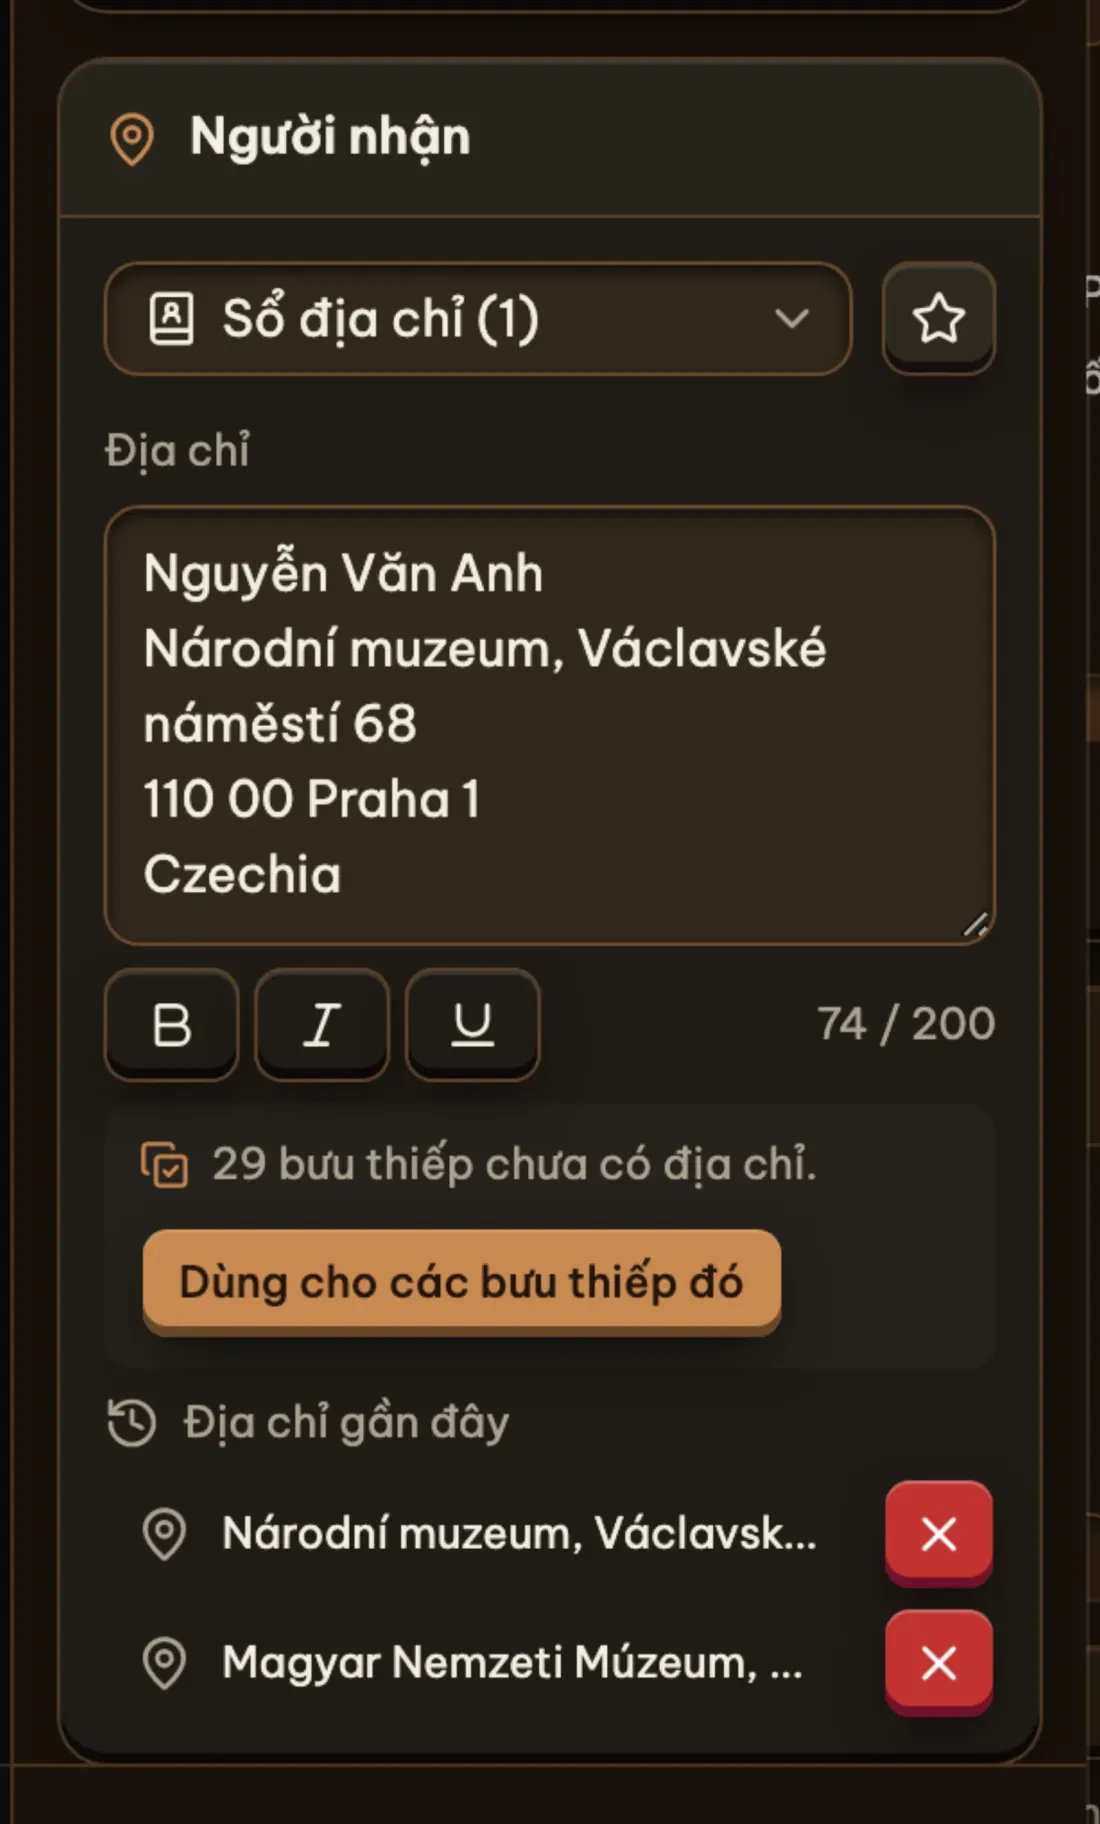 Người nhận
Sổ địa chỉ (1)
Địa chỉ
Nguyễn Văn Anh
Národní muzeum, Václavské
náměstí 68
110 00 Praha 1
Czechia
B I U
74 / 200
29 bưu thiếp chưa có địa chỉ.
Dùng cho các bưu thiếp đó
Địa chỉ gần đây
Národní muzeum, Václavsk...
Magyar Nemzeti Múzeum, ...